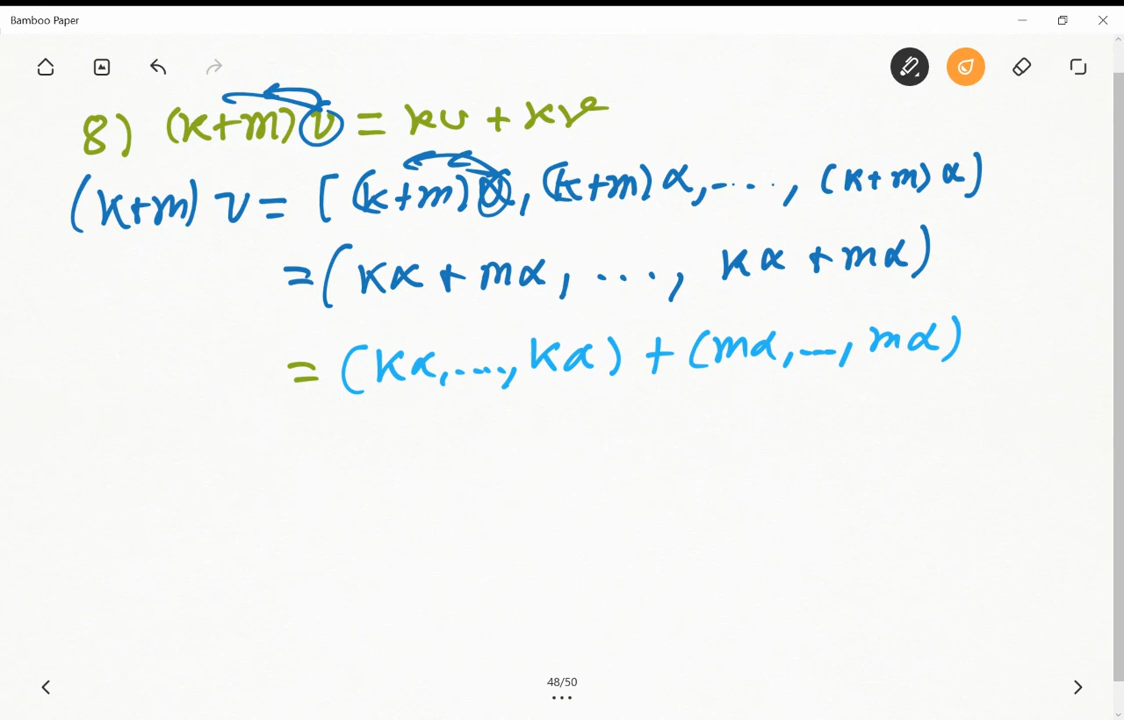 Bamboo Paper
8) (k+m) v = ku + kv
(k+m) v = [(k+m)α, (k+m)α, ..., (k+m)α)
=(kα + mα, ..., kα + mα)
= (kα, ..., kα) + (mα, ..., mα)
48/50